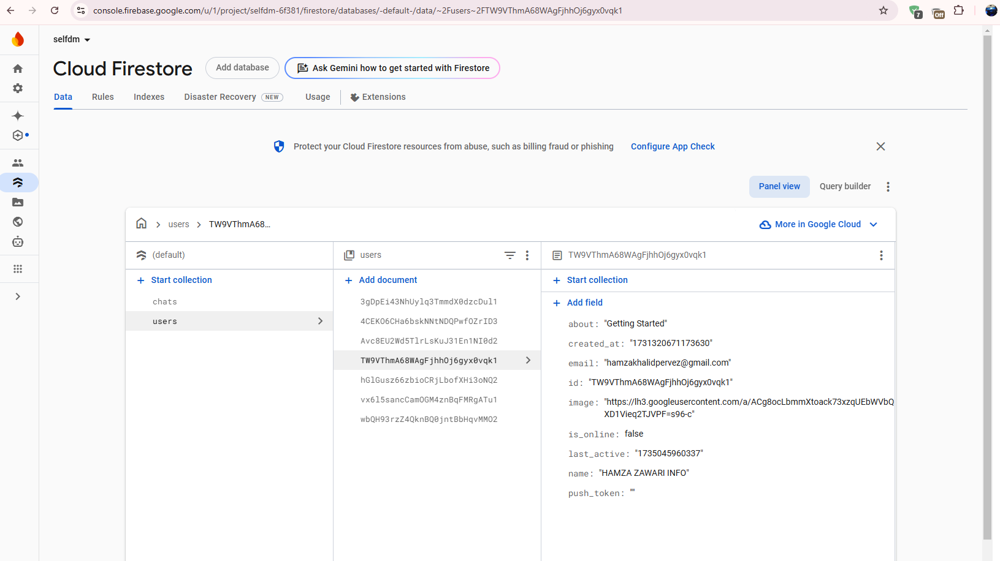 console.firebase.google.com/u/1/project/selfdm-6f381/firestore/databases/-default-/data/~2Fusers~2FTW9VThmA68WAgFjhhOj6gyx0vqk1
7
Off
selfdm
Cloud Firestore
Add database
Ask Gemini how to get started with Firestore
Data
Rules
Indexes
Disaster Recovery
NEW
Usage
Extensions
Protect your Cloud Firestore resources from abuse, such as billing fraud or phishing
Configure App Check
Panel view
Query builder
users
TW9VThmA68...
More in Google Cloud
(default)
users
TW9VThmA68WAgFjhhOj6gyx0vqk1
Start collection
Add document
Start collection
chats
users
3gDpEi43NhUylq3TmmdX0dzcDul1
4CEKO6CHa6bskNNtNDQPwfOZrID3
Avc8EU2Wd5TlrLsKuJ31En1NI0d2
TW9VThmA68WAgFjhhOj6gyx0vqk1
hGlGusz66zbioCRjLbofXHi3oNQ2
vx6l5sancCamOGM4znBqFMRgATu1
wbQH93rzZ4QknBQ0jntBbHqvMMO2
Add field
about: "Getting Started"
created_at: "1731320671173630"
email: "hamzakhalidpervez@gmail.com"
id: "TW9VThmA68WAgFjhhOj6gyx0vqk1"
image: "https://lh3.googleusercontent.com/a/ACg8ocLbmmXtoack73xzqUEbWVbQ
XD1Vieq2TJVPF=s96-c"
is_online: false
last_active: "1735045960337"
name: "HAMZA ZAWARI INFO"
push_token: ""